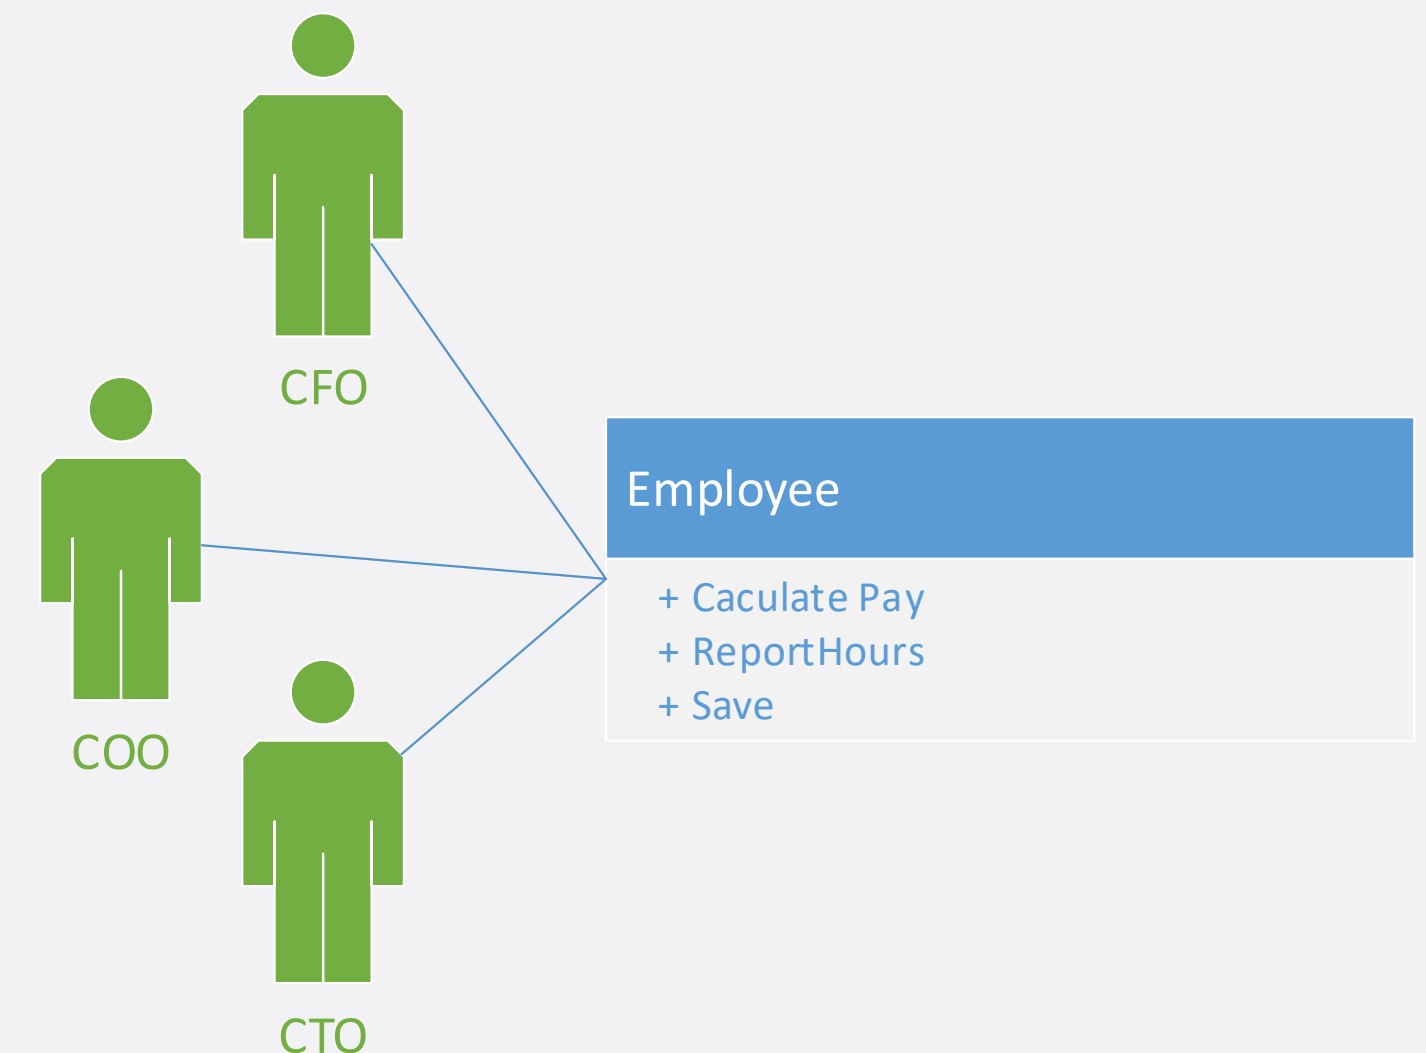 CFO
COO
CTO
Employee
+ Caculate Pay
+ ReportHours
+ Save